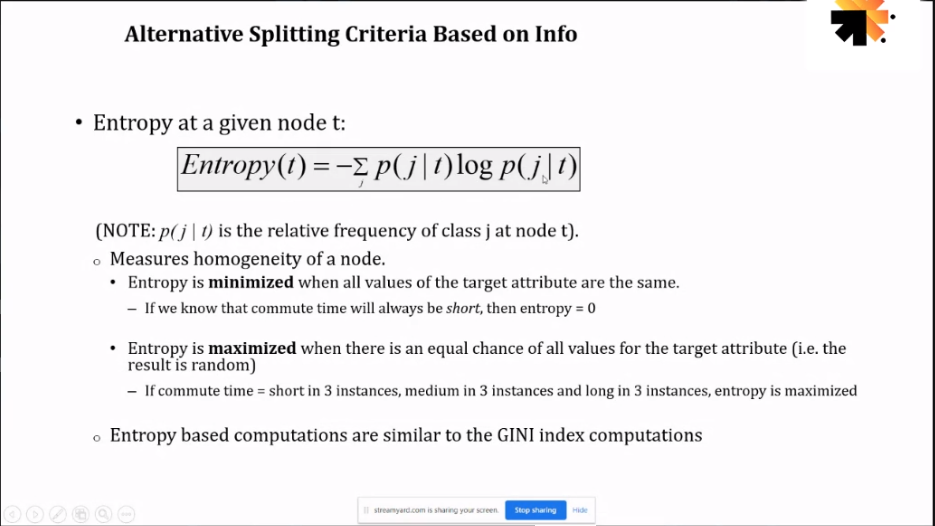 Alternative Splitting Criteria Based on Info
• Entropy at a given node t:
Entropy(t) = −∑ p(j | t) log p(j | t)
j
(NOTE: p( j | t) is the relative frequency of class j at node t).
o Measures homogeneity of a node.
• Entropy is minimized when all values of the target attribute are the same.
– If we know that commute time will always be short, then entropy = 0
• Entropy is maximized when there is an equal chance of all values for the target attribute (i.e. the
result is random)
– If commute time = short in 3 instances, medium in 3 instances and long in 3 instances, entropy is maximized
o Entropy based computations are similar to the GINI index computations
streamyard.com is sharing your screen. Stop sharing Hide